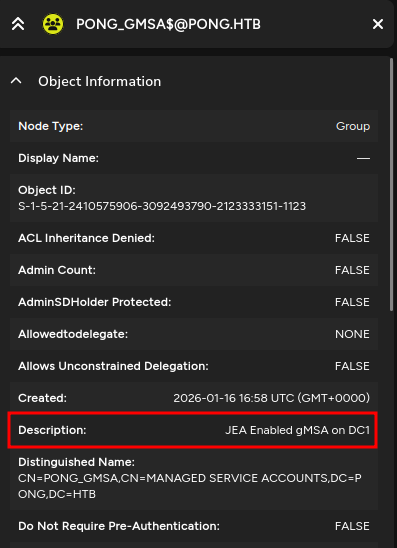 PONG_GMSA$@PONG.HTB
Object Information
Node Type: Group
Display Name: —
Object ID:
S-1-5-21-2410575906-3092493790-2123333151-1123
ACL Inheritance Denied: FALSE
Admin Count: FALSE
AdminSDHolder Protected: FALSE
Allowedtodelegate: NONE
Allows Unconstrained Delegation: FALSE
Created: 2026-01-16 16:58 UTC (GMT+0000)
Description: JEA Enabled gMSA on DC1
Distinguished Name:
CN=PONG_GMSA,CN=MANAGED SERVICE ACCOUNTS,DC=P
ONG,DC=HTB
Do Not Require Pre-Authentication: FALSE